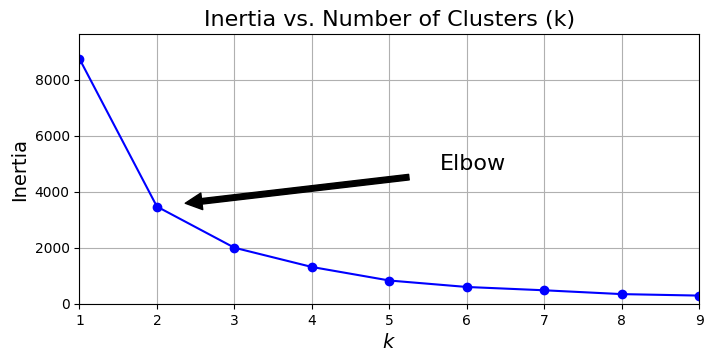 Inertia vs. Number of Clusters (k)
Inertia
8000
6000
4000
2000
0
Elbow
1 2 3 4 5 6 7 8 9
k